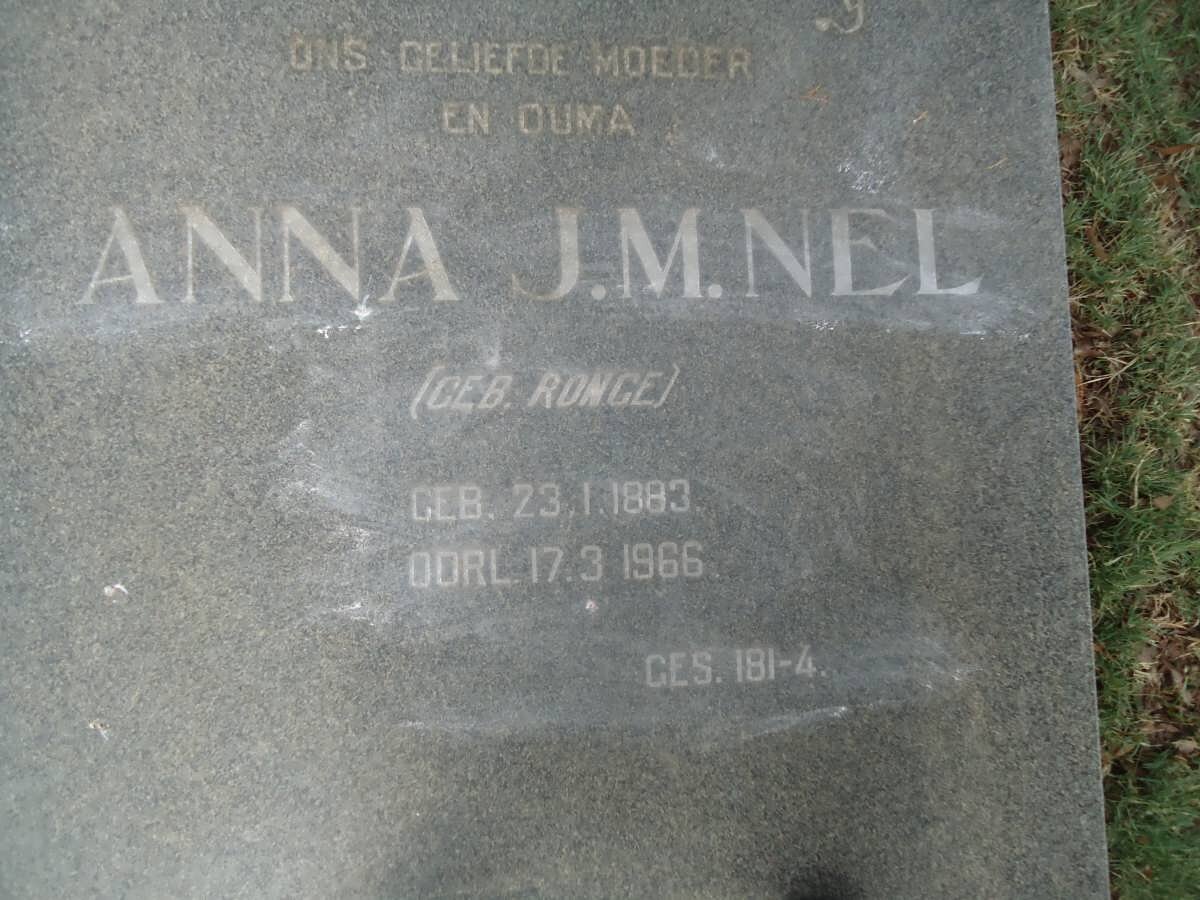 ONS GELIEFDE MOEDER
EN OUMA
ANNA J.M. NEL
(GEB. RONGE)
GEB. 23.1.1883.
OORL. 17.3.1966
GES. 181-4.